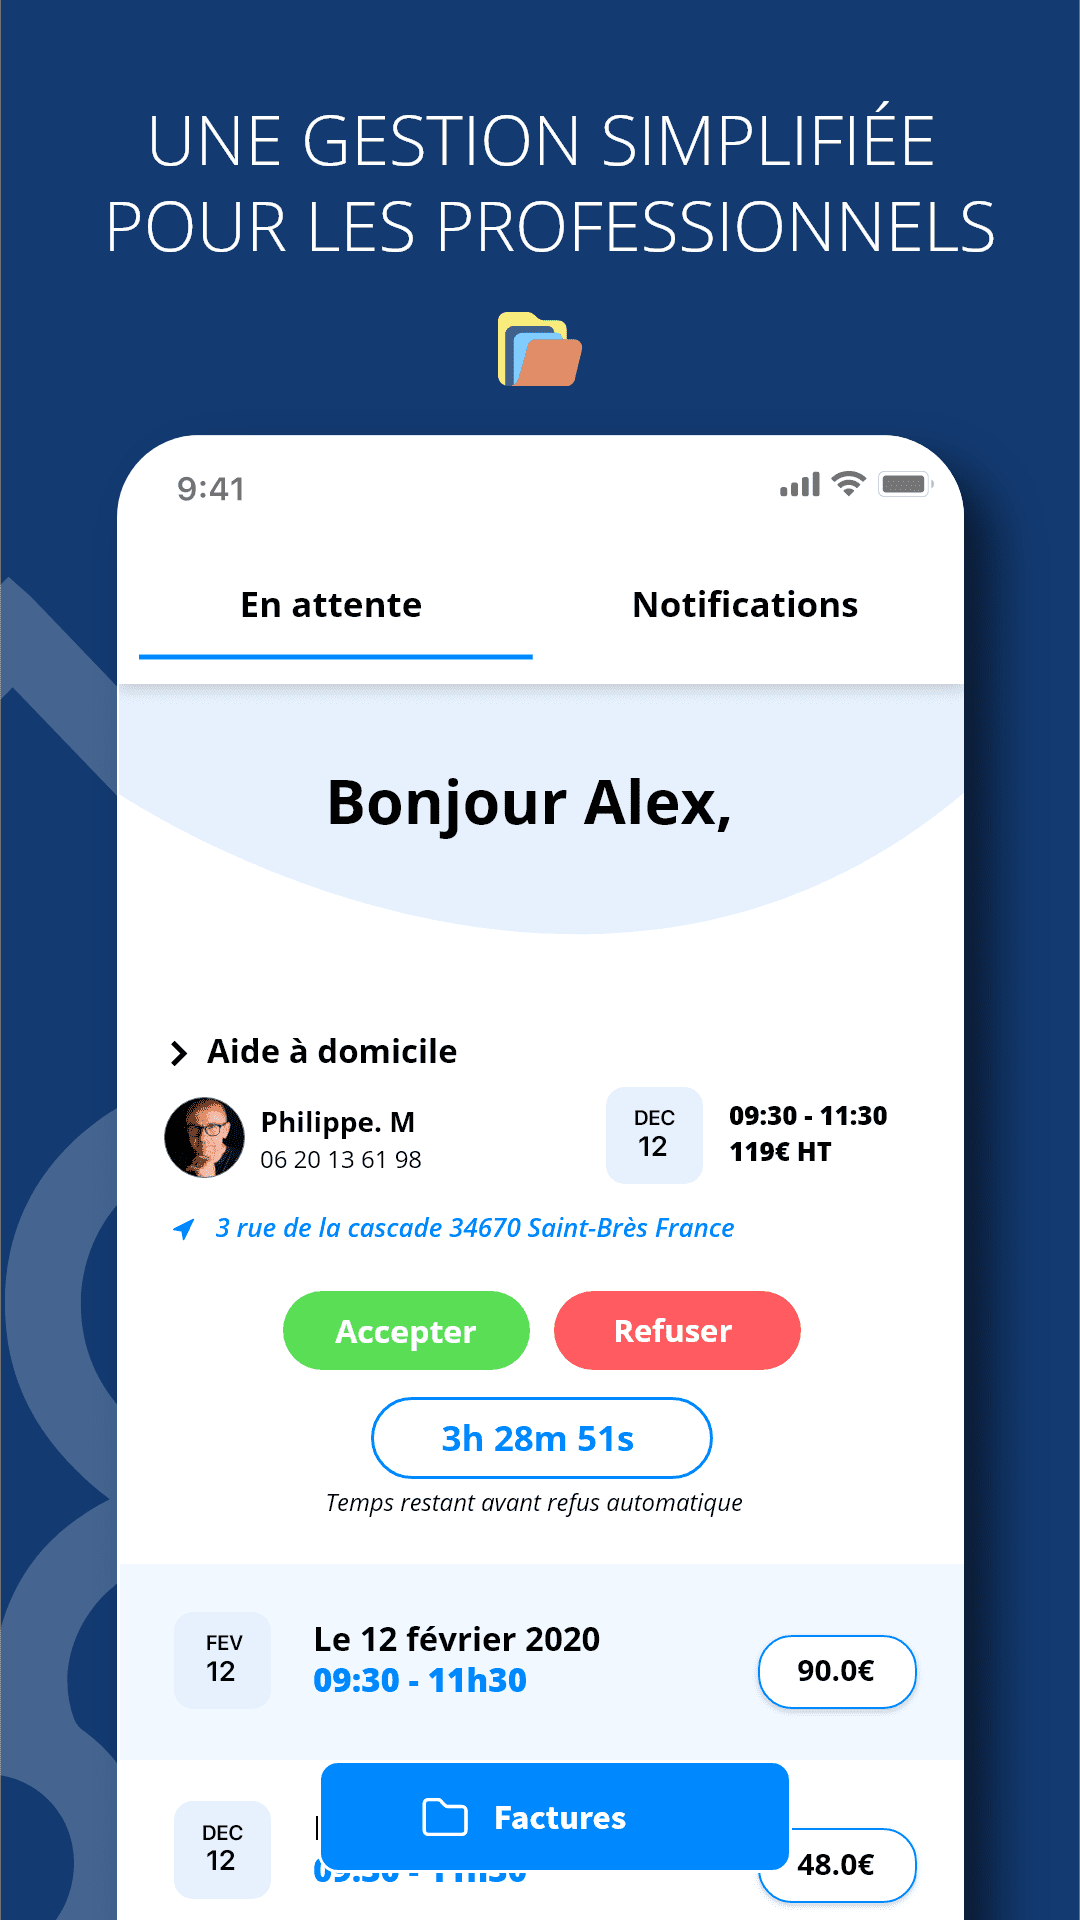 UNE GESTION SIMPLIFIÉE
POUR LES PROFESSIONNELS
9:41
En attente
Notifications
Bonjour Alex,
Aide à domicile
Philippe. M
06 20 13 61 98
DEC
12
09:30 - 11:30
119€ HT
3 rue de la cascade 34670 Saint-Brès France
Accepter
Refuser
3h 28m 51s
Temps restant avant refus automatique
FEV
12
Le 12 février 2020
09:30 - 11h30
90.0€
DEC
12
Factures
09:30 - 11h30
48.0€